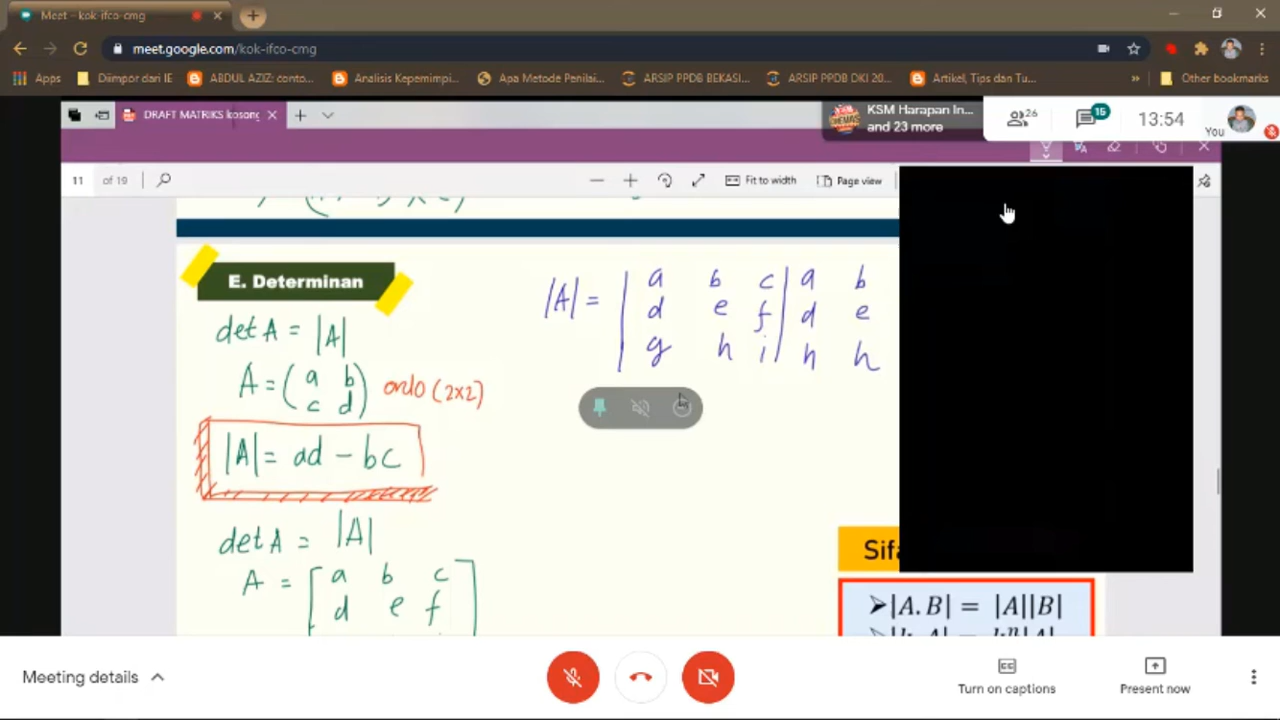 Meet – kok-ifco-cmg
meet.google.com/kok-ifco-cmg
Apps
Diimpor dari IE
ABDUL AZIZ: conto...
Analisis Kepemimpi...
Apa Metode Penilai...
ARSIP PPDB BEKASI...
ARSIP PPDB DKI 20...
Artikel, Tips dan Tu...
»
Other bookmarks
DRAFT MATRIKS kosong
KSM Harapan In...
and 23 more
26
15
13:54
You
11 of 19
Fit to width
Page view
E. Determinan
det A = |A|
A = (a b
c d)
ordo (2x2)
|A| = ad - bc
det A = |A|
A = [a b c
d e f
|A| = | a b c | a b
d e f | d e
g h i | h h
Sifa
➤|A.B| = |A||B|
Meeting details
Turn on captions
Present now